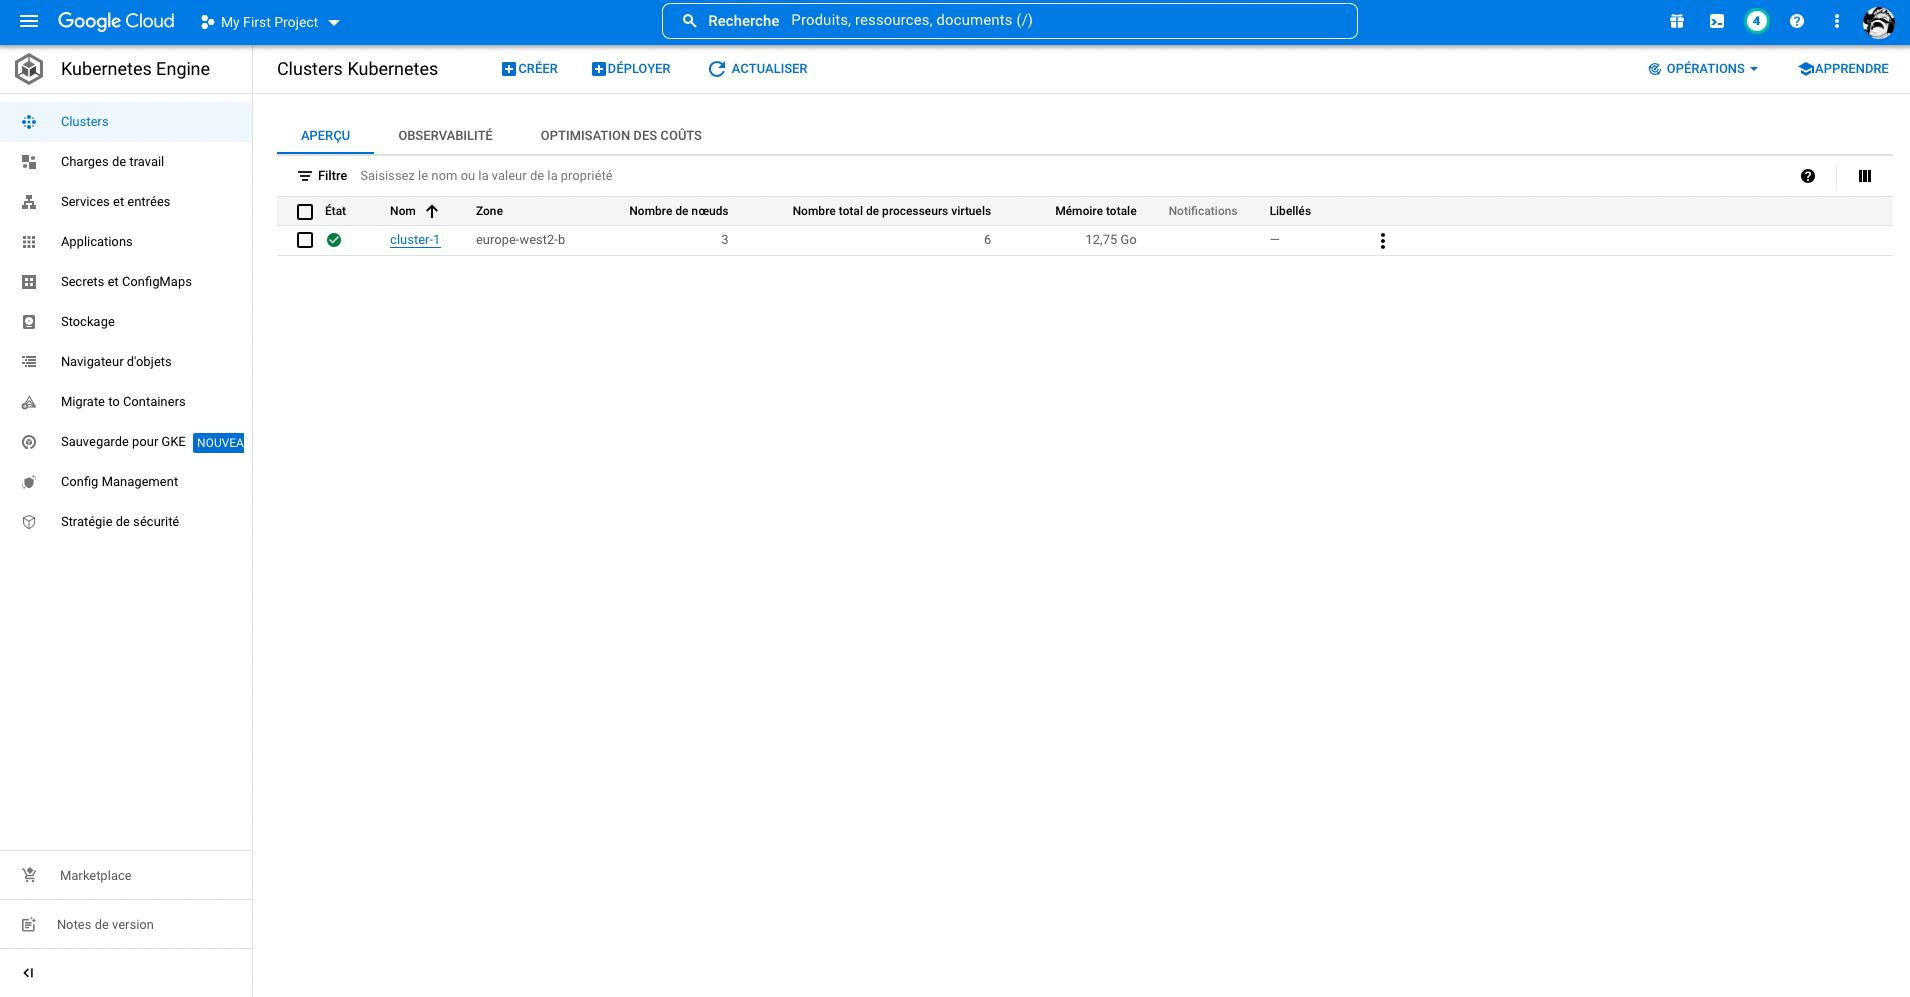 Google Cloud
My First Project
Recherche Produits, ressources, documents (/)
4
Kubernetes Engine
Clusters Kubernetes
CRÉER
DÉPLOYER
ACTUALISER
OPÉRATIONS
APPRENDRE
Clusters
Charges de travail
Services et entrées
Applications
Secrets et ConfigMaps
Stockage
Navigateur d'objets
Migrate to Containers
Sauvegarde pour GKE NOUVEA
Config Management
Stratégie de sécurité
Marketplace
Notes de version
APERÇU
OBSERVABILITÉ
OPTIMISATION DES COÛTS
Filtre Saisissez le nom ou la valeur de la propriété
État Nom Zone Nombre de nœuds Nombre total de processeurs virtuels Mémoire totale Notifications Libellés
cluster-1 europe-west2-b 3 6 12,75 Go —